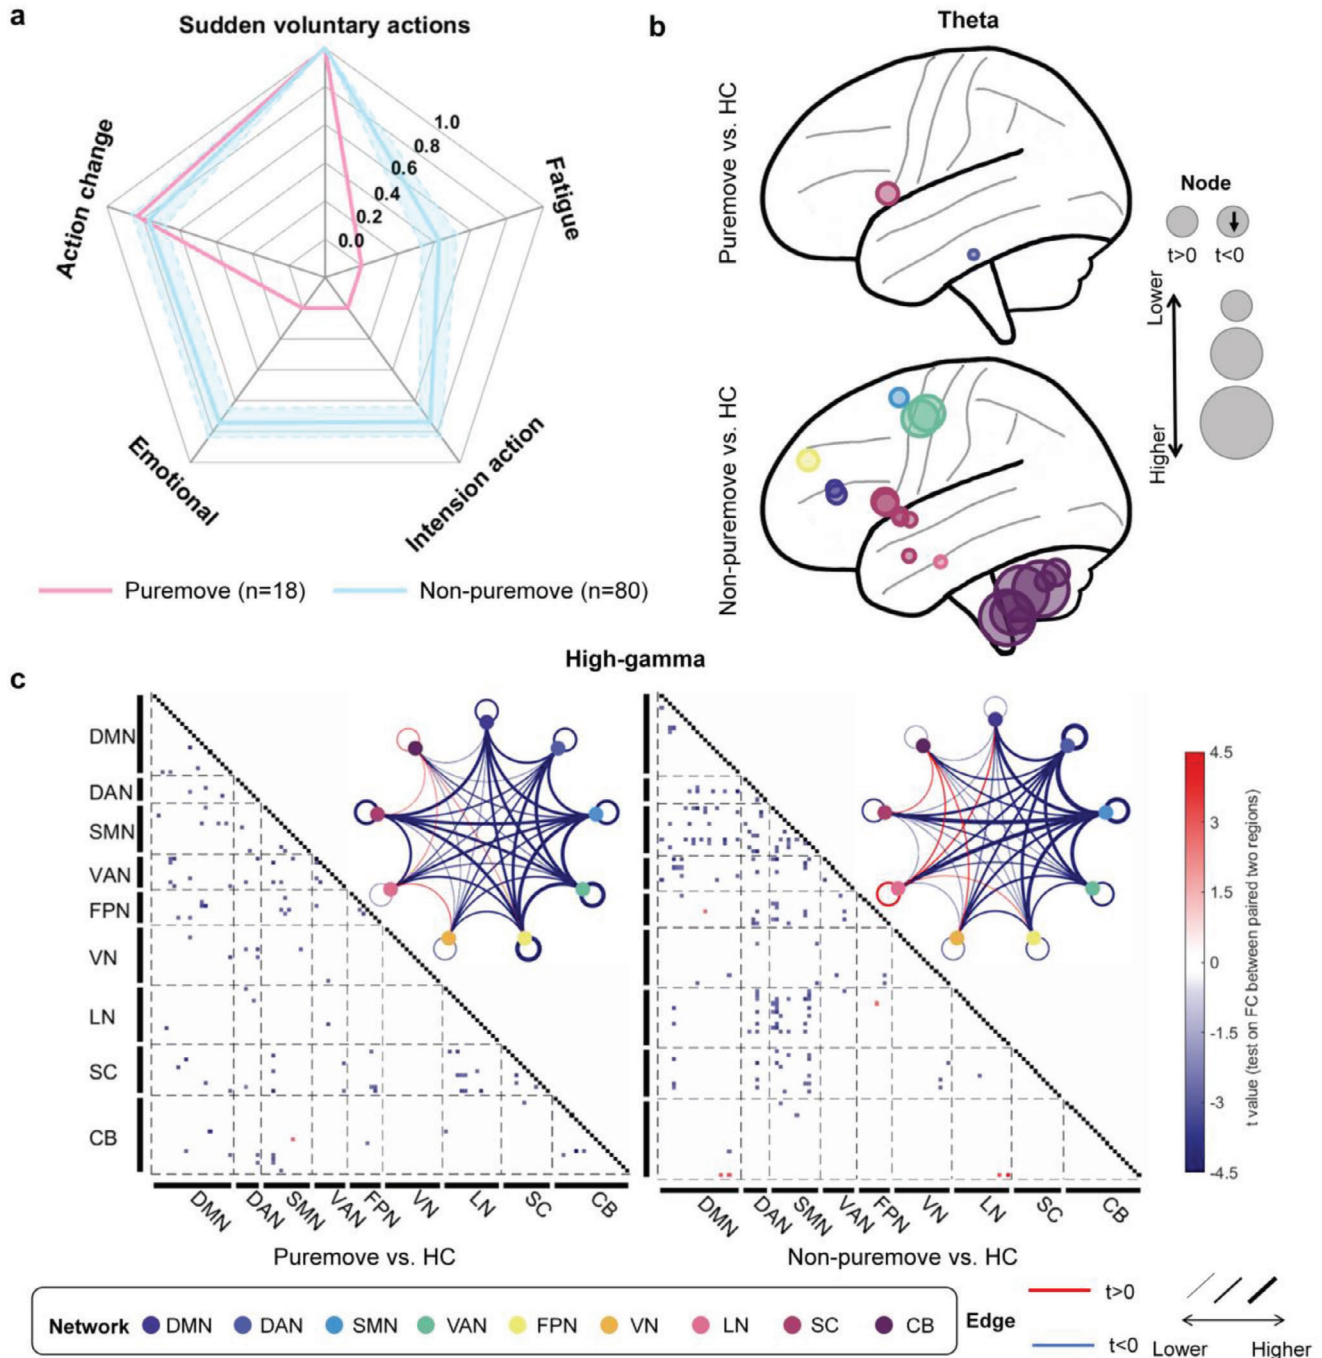 a
Sudden voluntary actions
Action change
Fatigue
Emotional
Intension action
1.0
0.8
0.6
0.4
0.2
0.0
Puremove (n=18)
Non-puremove (n=80)
b
Theta
Puremove vs. HC
Non-puremove vs. HC
Node
t>0
t<0
Lower
Higher
c
High-gamma
DMN
DAN
SMN
VAN
FPN
VN
LN
SC
CB
DMN
DAN
SMN
VAN
FPN
VN
LN
SC
CB
Puremove vs. HC
DMN
DAN
SMN
VAN
FPN
VN
LN
SC
CB
Non-puremove vs. HC
4.5
3
1.5
0
-1.5
-3
-4.5
t value (test on FC between paired two regions)
Network DMN DAN SMN VAN FPN VN LN SC CB
Edge
t>0
t<0
Lower Higher